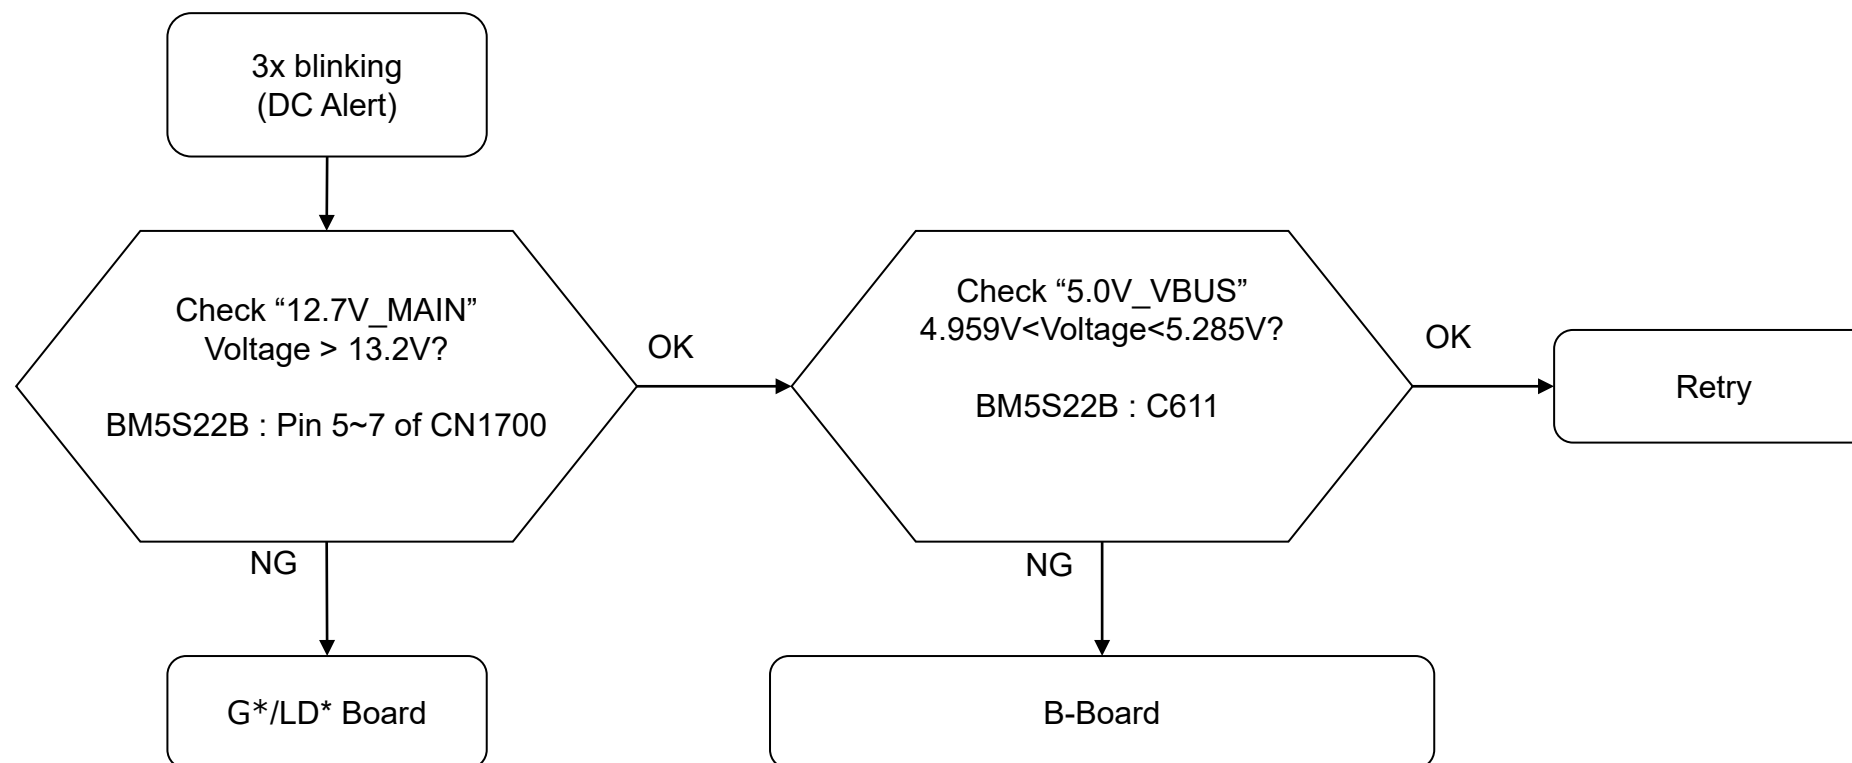 3x blinking
(DC Alert)
Check “12.7V_MAIN”
Voltage > 13.2V?
BM5S22B : Pin 5~7 of CN1700
OK
Check “5.0V_VBUS”
4.959V<Voltage<5.285V?
BM5S22B : C611
OK
Retry
NG
NG
G*/LD* Board
B-Board